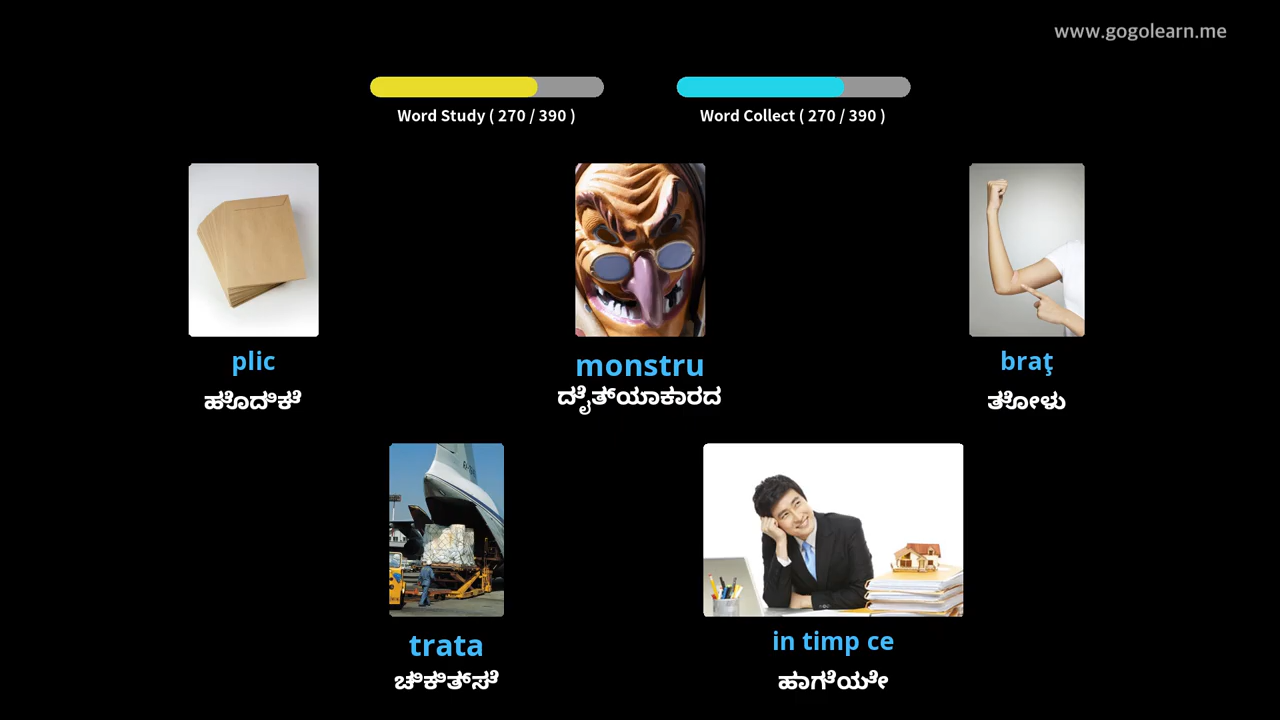 www.gogolearn.me
Word Study ( 270 / 390 )
Word Collect ( 270 / 390 )
plic
ಹೊದಿಕೆ
monstru
ದೈತ್ಯಾಕಾರದ
braţ
ತೋಳು
trata
ಚಿಕಿತ್ಸೆ
in timp ce
ಹಾಗೆಯೇ